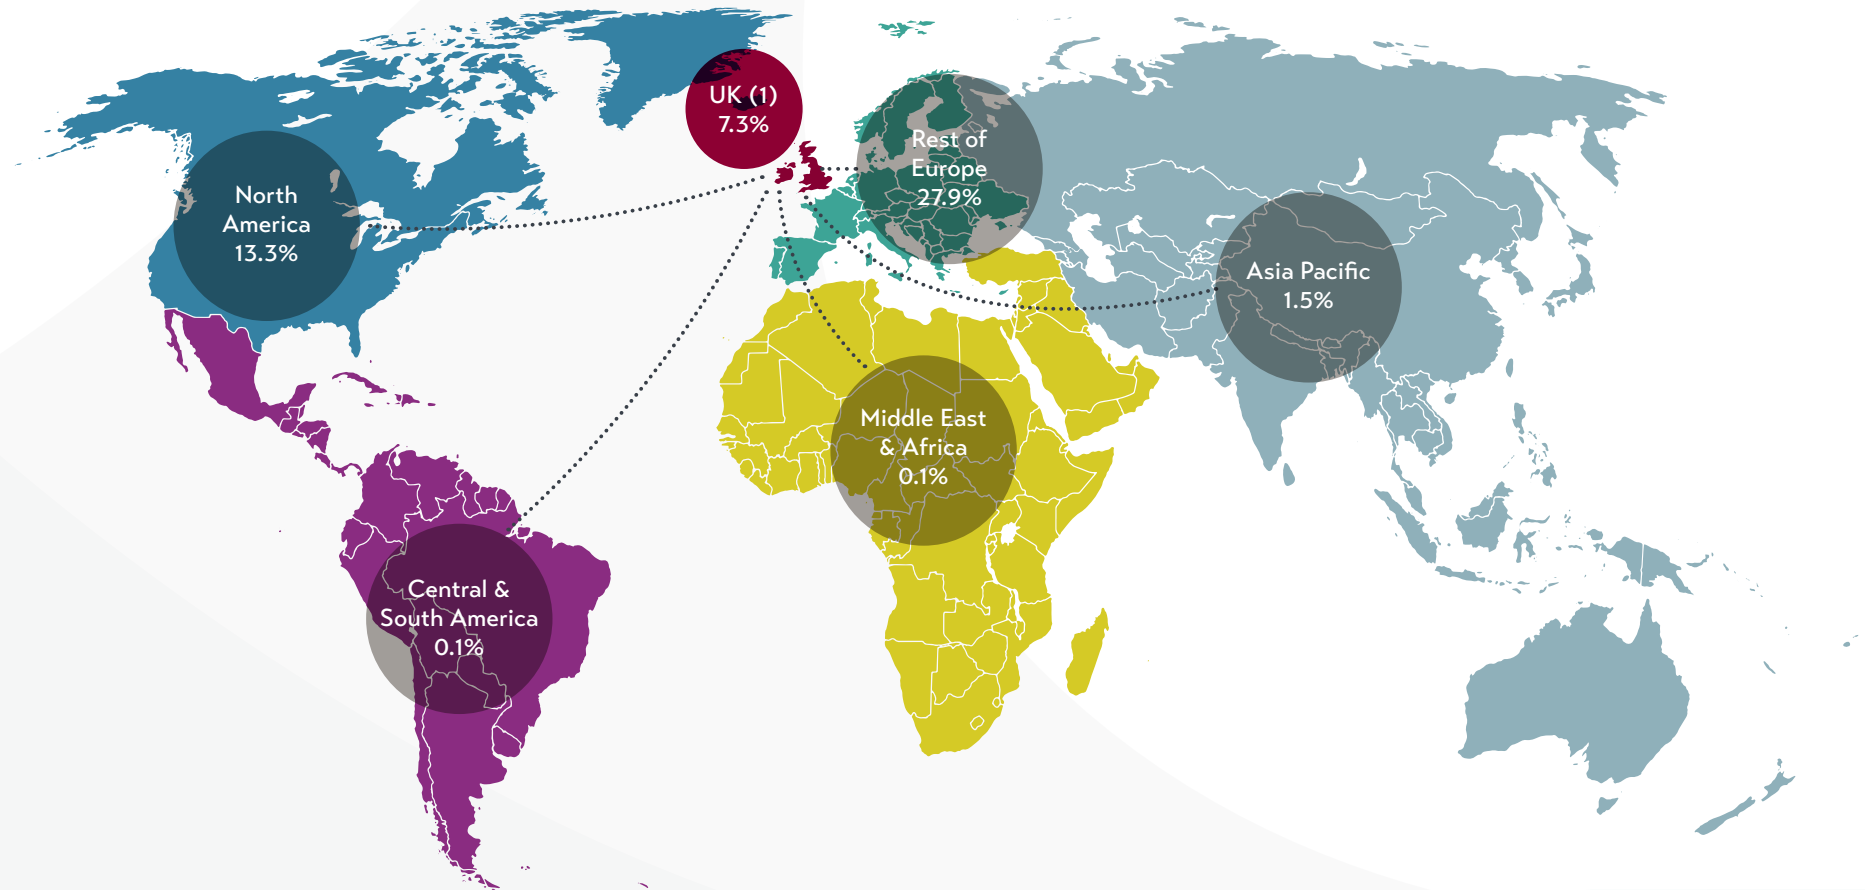 UK (1)
7.3%
Rest of
Europe
27.9%
North
America
13.3%
Asia Pacific
1.5%
Middle East
& Africa
0.1%
Central &
South America
0.1%